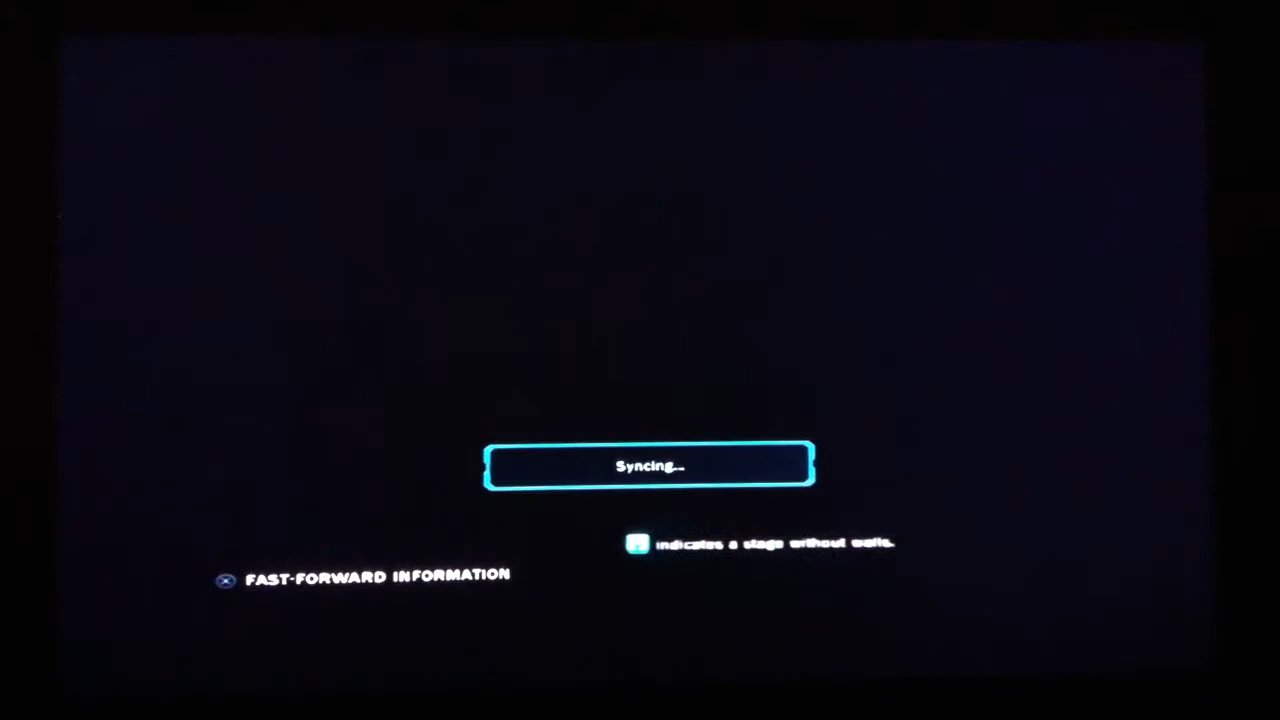 Syncing...
indicates a stage without walls.
FAST-FORWARD INFORMATION